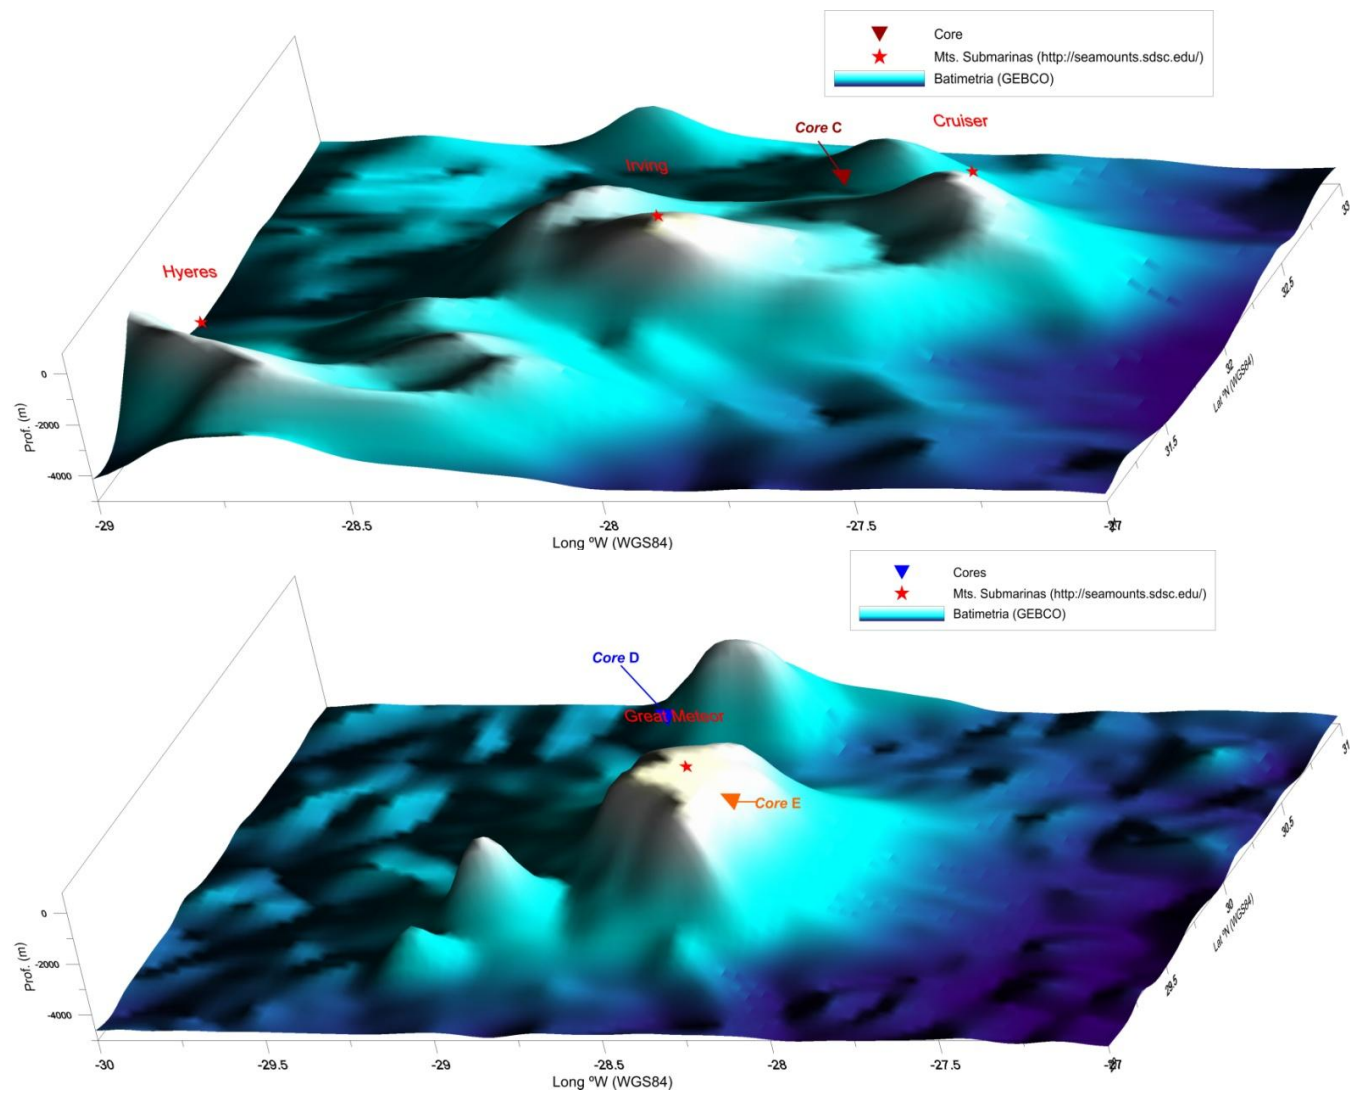 Core
Mts. Submarinas (http://seamounts.sdsc.edu/)
Batimetria (GEBCO)
Cruiser
Core C
Irving
Hyeres
33
32.5
32
Lat ºN (WGS84)
31.5
0
-2000
-4000
Prof. (m)
-29
-28.5
-28
-27.5
-27
Long ºW (WGS84)
Cores
Mts. Submarinas (http://seamounts.sdsc.edu/)
Batimetria (GEBCO)
Core D
Great Meteor
Core E
31
30.5
30
Lat ºN (WGS84)
29.5
0
-2000
-4000
Prof. (m)
-30
-29.5
-29
-28.5
-28
-27.5
-27
Long ºW (WGS84)